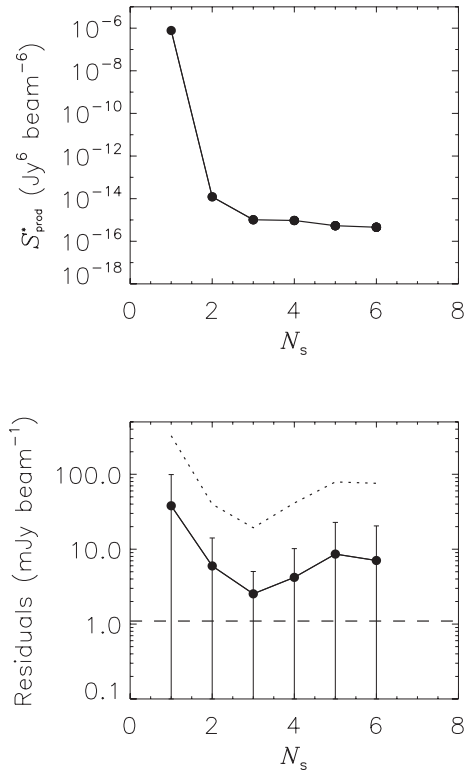 10⁻⁶
10⁻⁸
10⁻¹⁰
10⁻¹²
10⁻¹⁴
10⁻¹⁶
10⁻¹⁸
S*prod (Jy⁶ beam⁻⁶)
0 2 4 6 8
Nₛ
100.0
10.0
1.0
0.1
Residuals (mJy beam⁻¹)
0 2 4 6 8
Nₛ